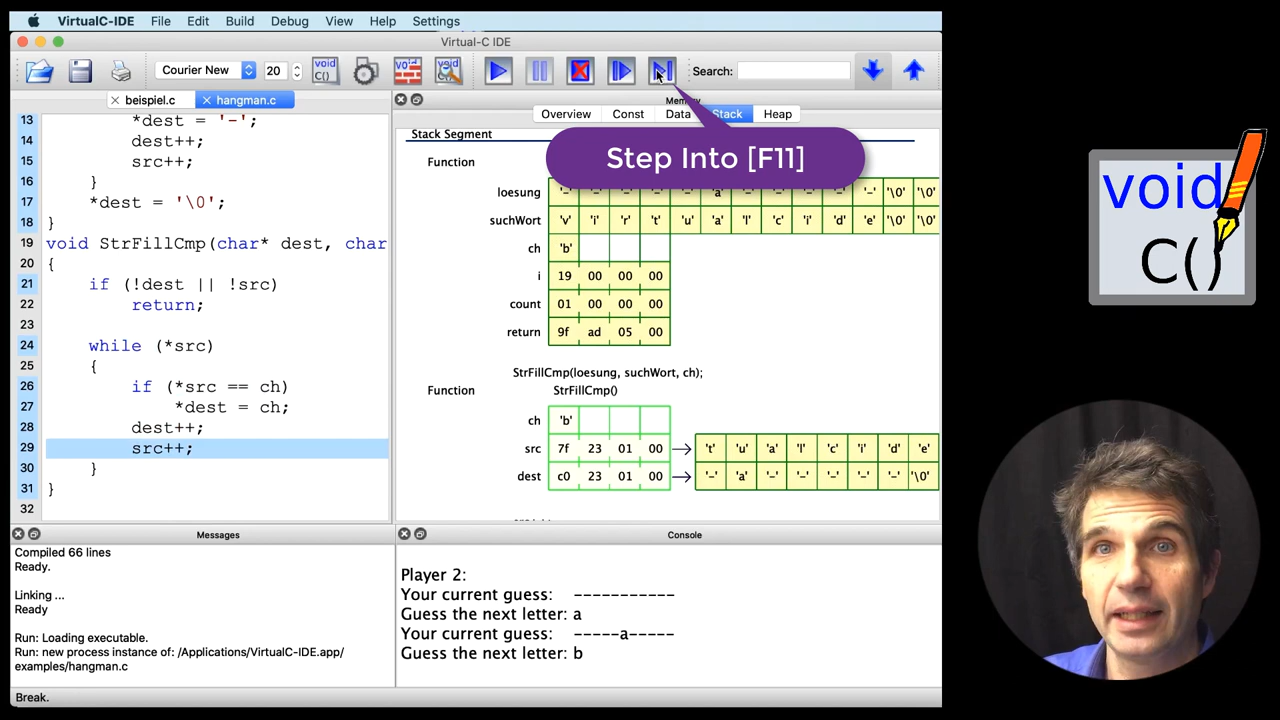 VirtualC-IDE File Edit Build Debug View Help Settings
Virtual-C IDE
Courier New 20 void C() void Search:
beispiel.c hangman.c
13 *dest = '-';
14 dest++;
15 src++;
16 }
17 *dest = '\0';
18 }
19 void StrFillCmp(char* dest, char
20 {
21 if (!dest || !src)
22 return;
23
24 while (*src)
25 {
26 if (*src == ch)
27 *dest = ch;
28 dest++;
29 src++;
30 }
31 }
32
Overview Const Data Stack Heap
Stack Segment
Function
Step Into [F11]
loesung '-' '-' '-' '-' '-' 'a' '-' '-' '-' '-' '-' '\0' '\0'
suchWort 'v' 'i' 'r' 't' 'u' 'a' 'l' 'c' 'i' 'd' 'e' '\0' '\0'
ch 'b'
i 19 00 00 00
count 01 00 00 00
return 9f ad 05 00
StrFillCmp(loesung, suchWort, ch);
Function StrFillCmp()
ch 'b'
src 7f 23 01 00 't' 'u' 'a' 'l' 'c' 'i' 'd' 'e'
dest c0 23 01 00 '-' 'a' '-' '-' '-' '-' '-' '\0'
Messages
Compiled 66 lines
Ready.
Linking ...
Ready
Run: Loading executable.
Run: new process instance of: /Applications/VirtualC-IDE.app/
examples/hangman.c
Break.
Console
Player 2:
Your current guess: -----------
Guess the next letter: a
Your current guess: -----a-----
Guess the next letter: b
void
C()